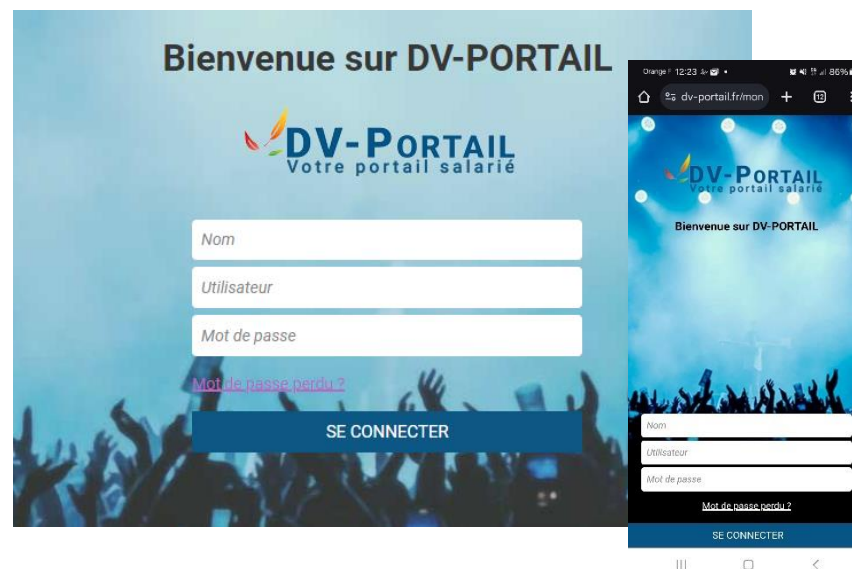 Bienvenue sur DV-PORTAIL
DV-PORTAIL
Votre portail salarié
Nom
Utilisateur
Mot de passe
Mot de passe perdu ?
SE CONNECTER
Orange F 12:23
86%
dv-portail.fr/mon
12
DV-PORTAIL
Votre portail salarié
Bienvenue sur DV-PORTAIL
Nom
Utilisateur
Mot de passe
Mot de passe perdu ?
SE CONNECTER